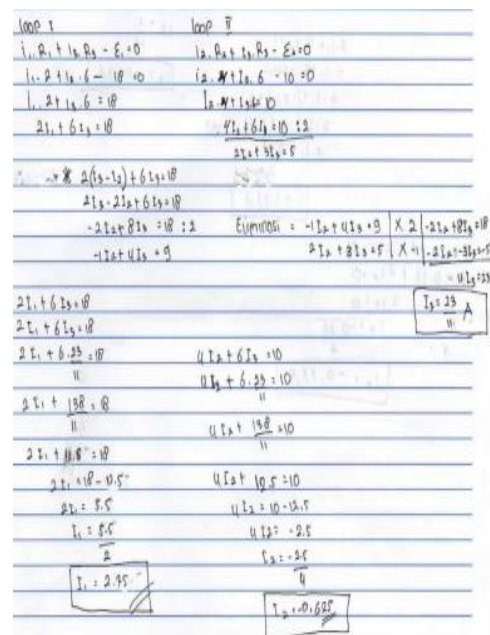 loop I
i₁.R₁ + I₃.R₃ - E₁=0
i₁.2 + I₃.6 - 18 =0
I₁.2 + I₃.6 = 18
2I₁ + 6I₃ = 18
loop II
I₂.R₂ + I₃.R₃ - E₂=0
i₂.4 + I₃.6 - 10 =0
I₂.4 + I₃.6= 10
4I₂ + 6I₃ = 10 :2
2I₂ + 3I₃ = 5
→ * 2(I₃-I₂) + 6I₃=18
2I₃ - 2I₂ + 6I₃=18
-2I₂ + 8I₃ = 18 : 2
-1I₂ + 4I₃ = 9
Eliminasi = -1I₂ + 4I₃ = 9 | X 2 | -2I₂ + 8I₃ = 18
2I₂ + 3I₃ = 5 | X -1 | -2I₂ + -3I₃ = -5
I₃ = 23/11 A
2I₁ + 6I₃ = 18
2I₁ + 6I₃ = 18
2I₁ + 6.23/11 = 18
2I₁ + 138/11 = 18
2I₁ = 18 - 12.5
2I₁ = 5.5
I₁ = 5.5/2
I₁ = 2.75
4I₂ + 6I₃ = 10
4I₂ + 6.23/11 = 10
4I₂ + 138/11 = 10
4I₂ + 12.5 = 10
4I₂ = 10 - 12.5
4I2 = -2.5
I₂ = -2.5/4
I₂ = -0.625